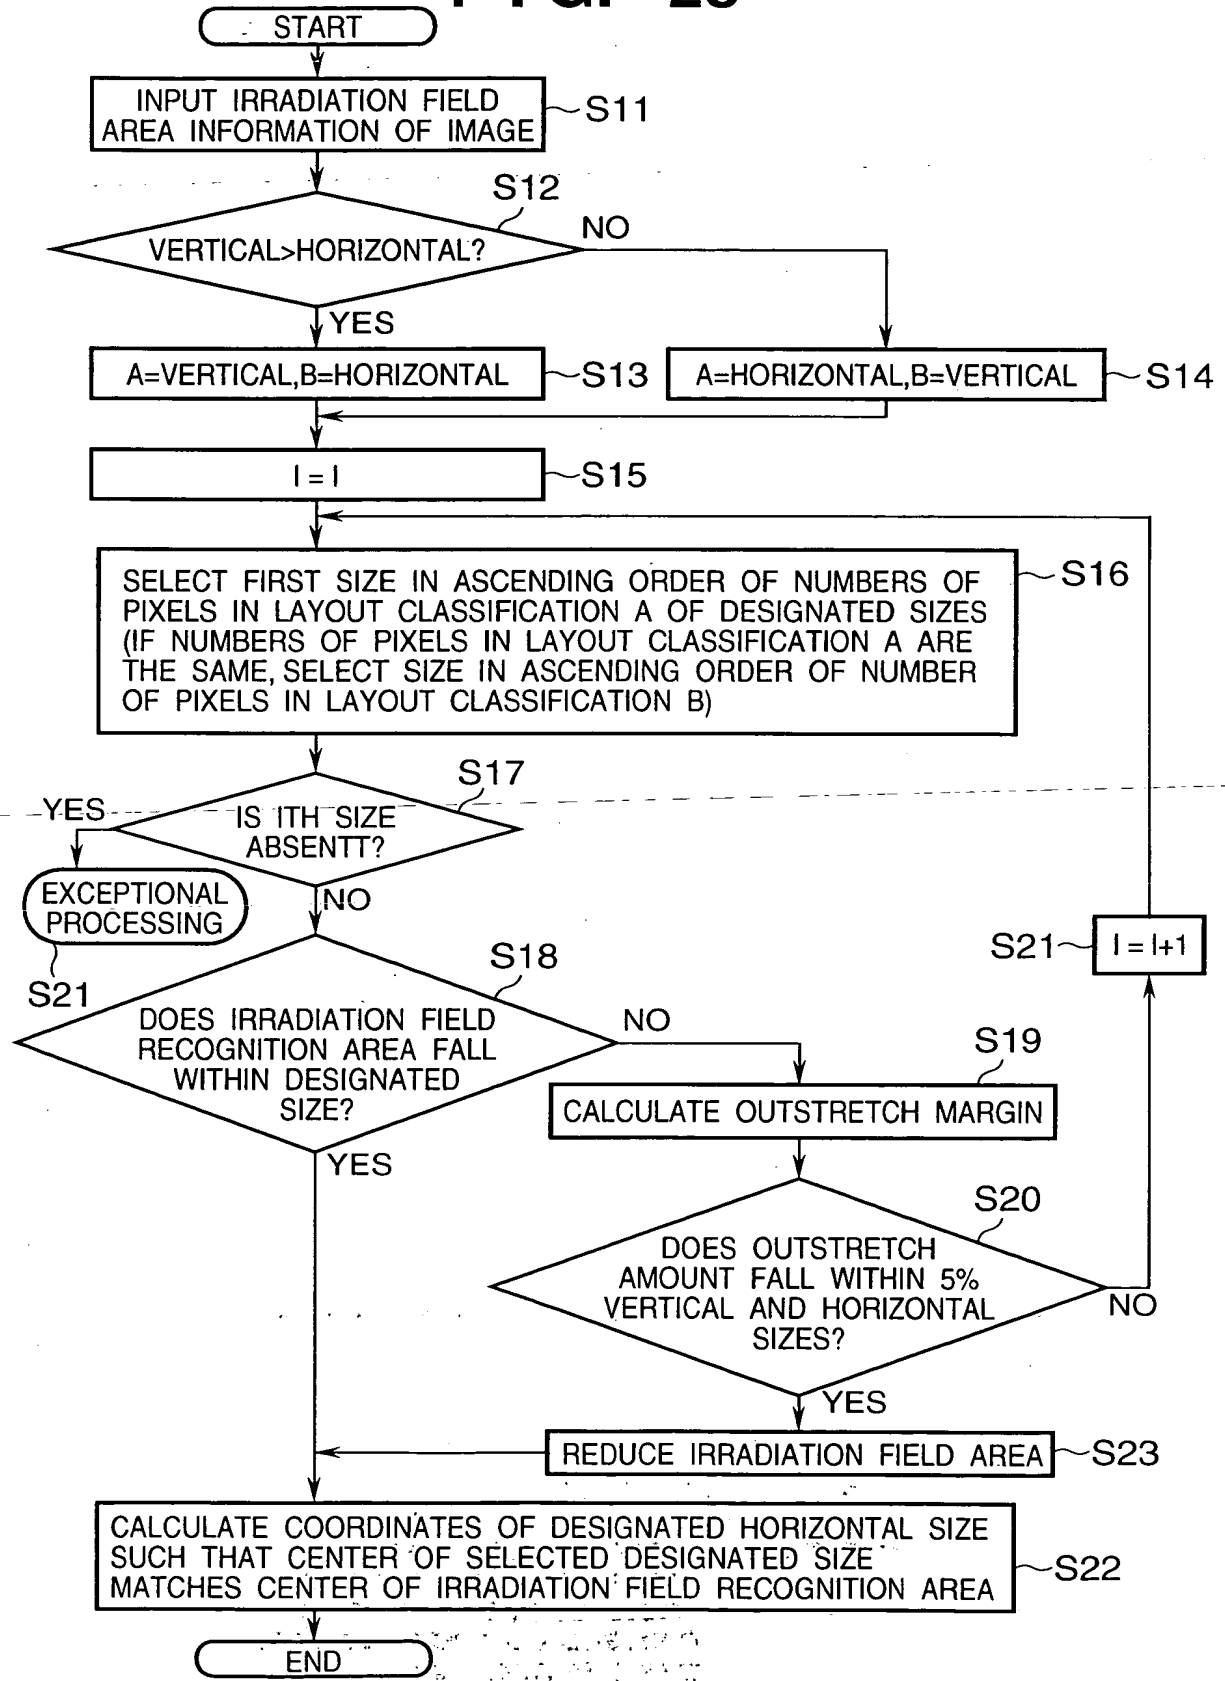 START
INPUT IRRADIATION FIELD
AREA INFORMATION OF IMAGE
S11
S12
VERTICAL>HORIZONTAL?
NO
YES
A=VERTICAL,B=HORIZONTAL
S13
A=HORIZONTAL,B=VERTICAL
S14
I = I
S15
SELECT FIRST SIZE IN ASCENDING ORDER OF NUMBERS OF
PIXELS IN LAYOUT CLASSIFICATION A OF DESIGNATED SIZES
(IF NUMBERS OF PIXELS IN LAYOUT CLASSIFICATION A ARE
THE SAME, SELECT SIZE IN ASCENDING ORDER OF NUMBER
OF PIXELS IN LAYOUT CLASSIFICATION B)
S16
S17
YES
IS ITH SIZE
ABSENTT?
EXCEPTIONAL
PROCESSING
NO
S21
I = I+1
S21
S18
DOES IRRADIATION FIELD
RECOGNITION AREA FALL
WITHIN DESIGNATED
SIZE?
NO
YES
S19
CALCULATE OUTSTRETCH MARGIN
S20
DOES OUTSTRETCH
AMOUNT FALL WITHIN 5%
VERTICAL AND HORIZONTAL
SIZES?
NO
YES
REDUCE IRRADIATION FIELD AREA
S23
CALCULATE COORDINATES OF DESIGNATED HORIZONTAL SIZE
SUCH THAT CENTER OF SELECTED DESIGNATED SIZE
MATCHES CENTER OF IRRADIATION FIELD RECOGNITION AREA
S22
END